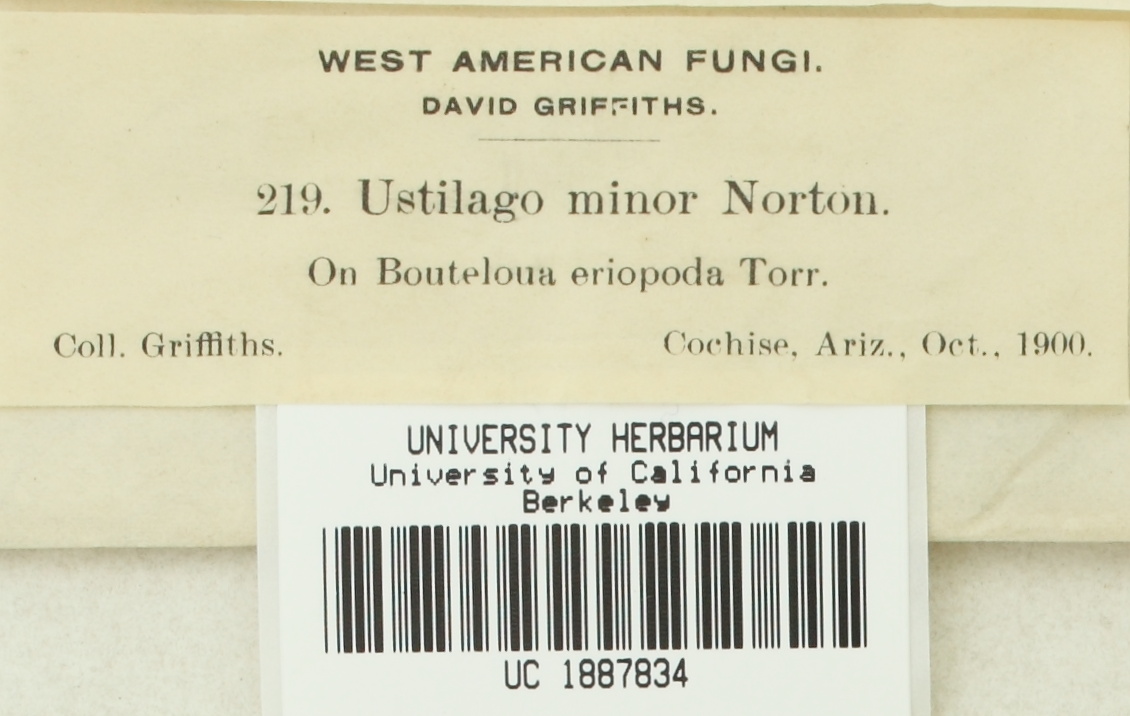 WEST AMERICAN FUNGI.
DAVID GRIFFITHS.
219. Ustilago minor Norton.
On Bouteloua eriopoda Torr.
Coll. Griffiths. Cochise, Ariz., Oct., 1900.
UNIVERSITY HERBARIUM
University of California
Berkeley
UC 1887834